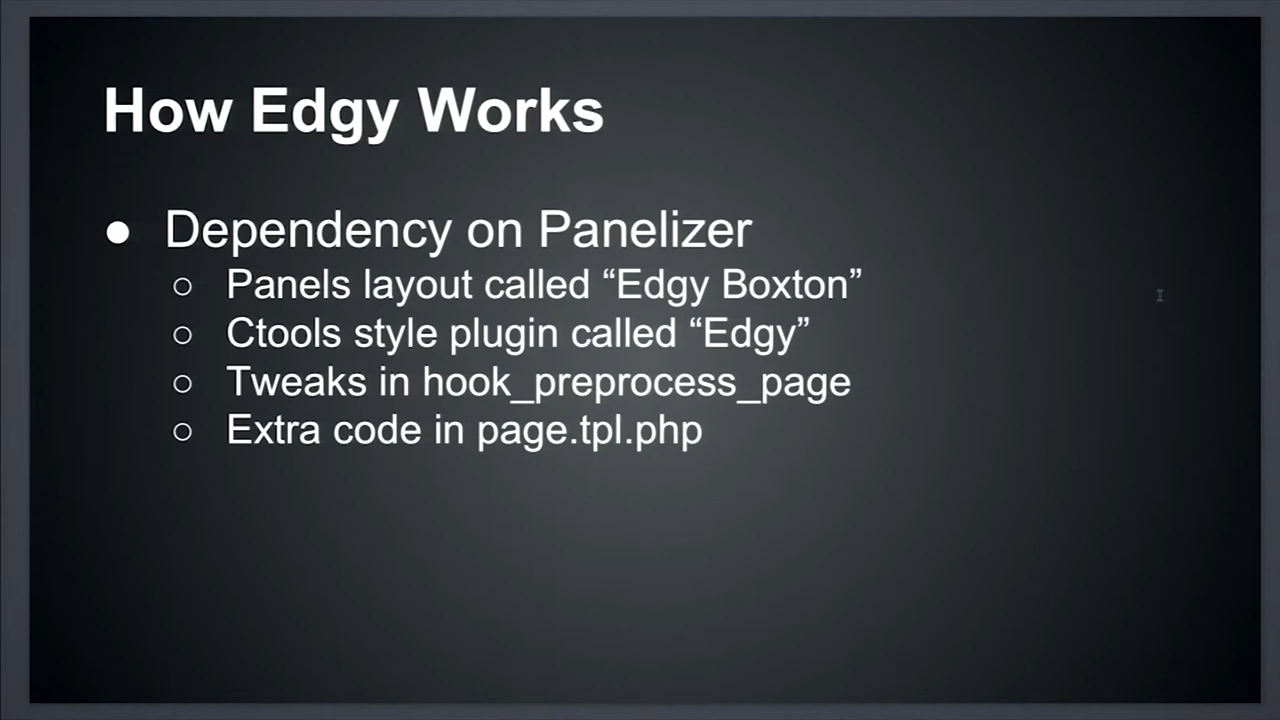 How Edgy Works
● Dependency on Panelizer
○ Panels layout called “Edgy Boxton”
○ Ctools style plugin called “Edgy”
○ Tweaks in hook_preprocess_page
○ Extra code in page.tpl.php